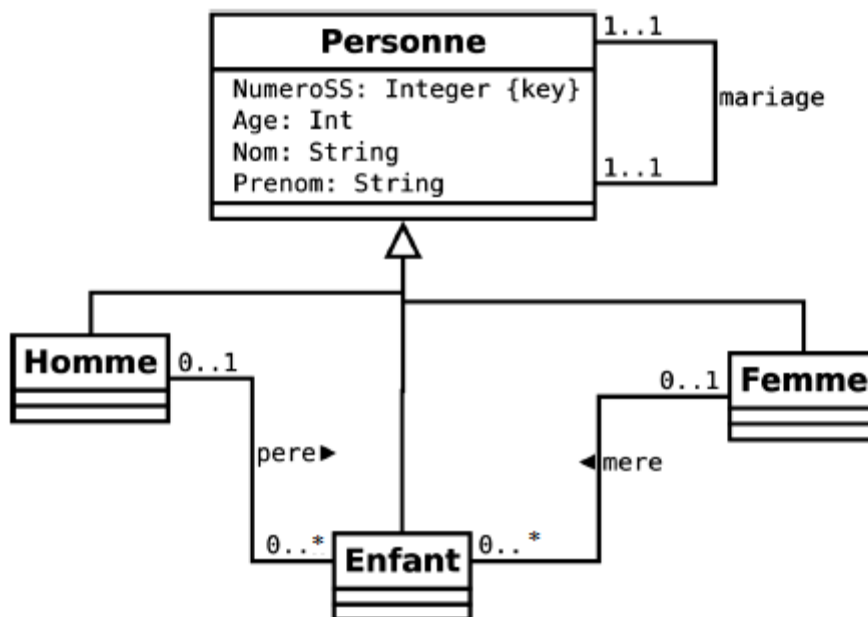 Personne
1..1
NumeroSS: Integer {key}
Age: Int
Nom: String
Prenom: String
mariage
1..1
Homme
0..1
0..1
Femme
pere►
◄mere
0..*
Enfant
0..*